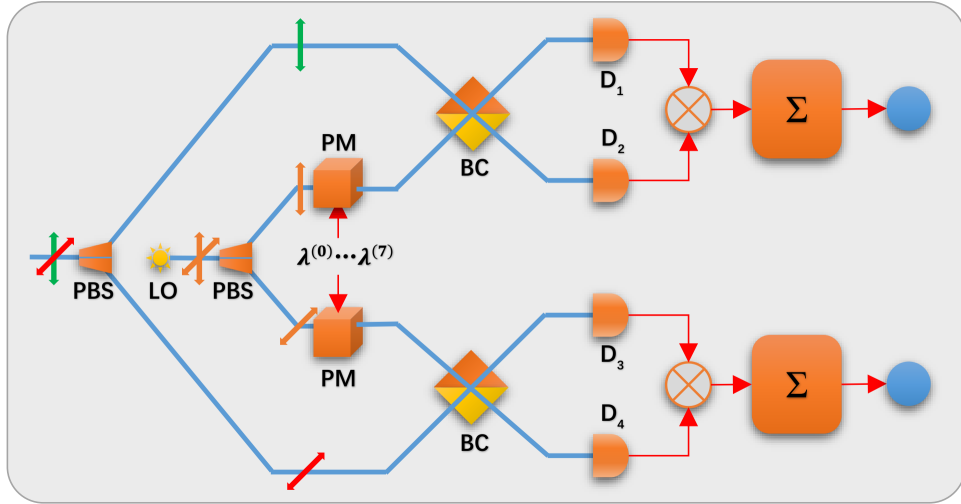 D₁
Σ
PM
D₂
BC
λ⁽⁰⁾⋯λ⁽⁷⁾
PBS
LO
PBS
D₃
PM
Σ
D₄
BC